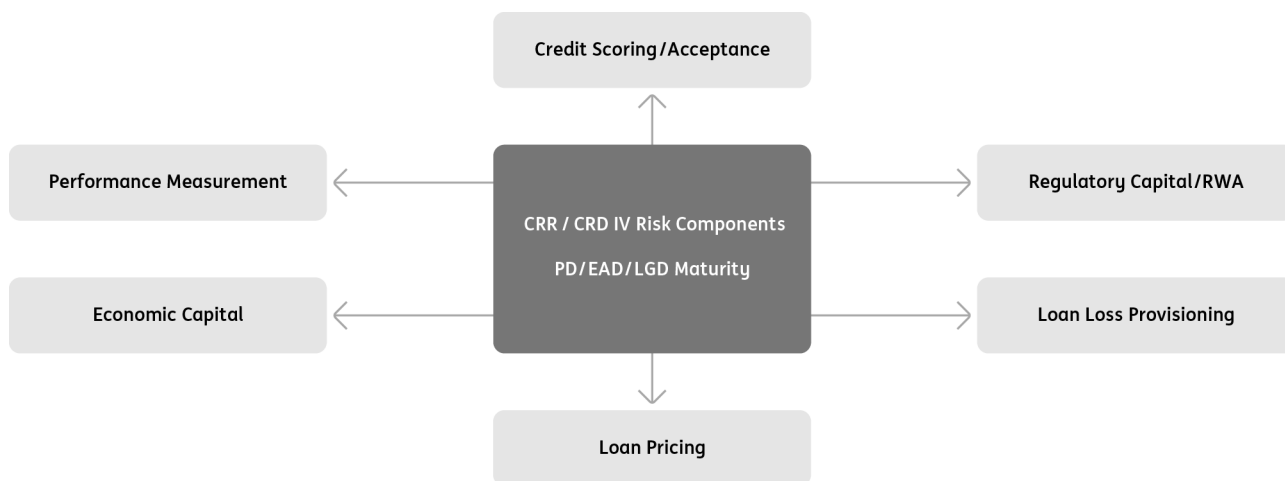 Credit Scoring/Acceptance
Performance Measurement
Regulatory Capital/RWA
CRR / CRD IV Risk Components
PD/EAD/LGD Maturity
Economic Capital
Loan Loss Provisioning
Loan Pricing